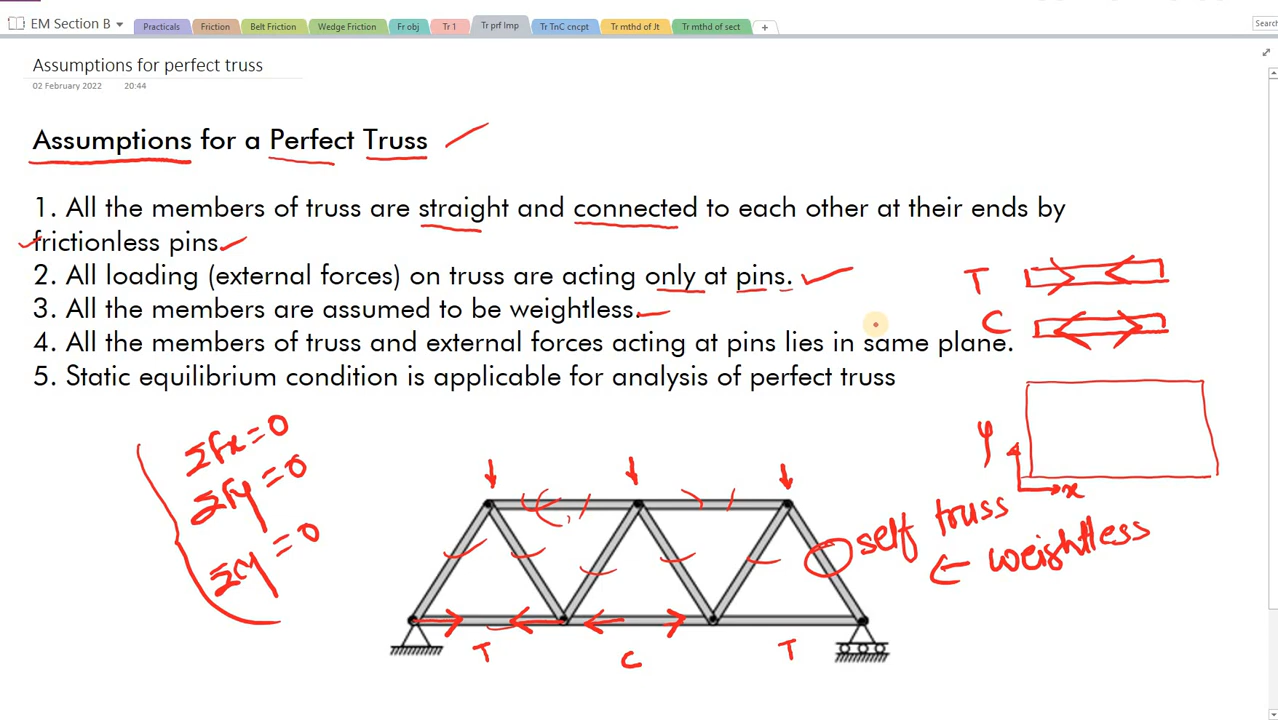 EM Section B
Practicals
Friction
Belt Friction
Wedge Friction
Fr obj
Tr 1
Tr prf Imp
Tr TnC cncpt
Tr mthd of Jt
Tr mthd of sect
+
Search
Assumptions for perfect truss
02 February 2022 20:44
Assumptions for a Perfect Truss
1. All the members of truss are straight and connected to each other at their ends by
frictionless pins.
2. All loading (external forces) on truss are acting only at pins.
3. All the members are assumed to be weightless.
4. All the members of truss and external forces acting at pins lies in same plane.
5. Static equilibrium condition is applicable for analysis of perfect truss
T
C
ΣFx=0
ΣFy=0
ΣM=0
y
x
self truss
← weightless
T
C
T